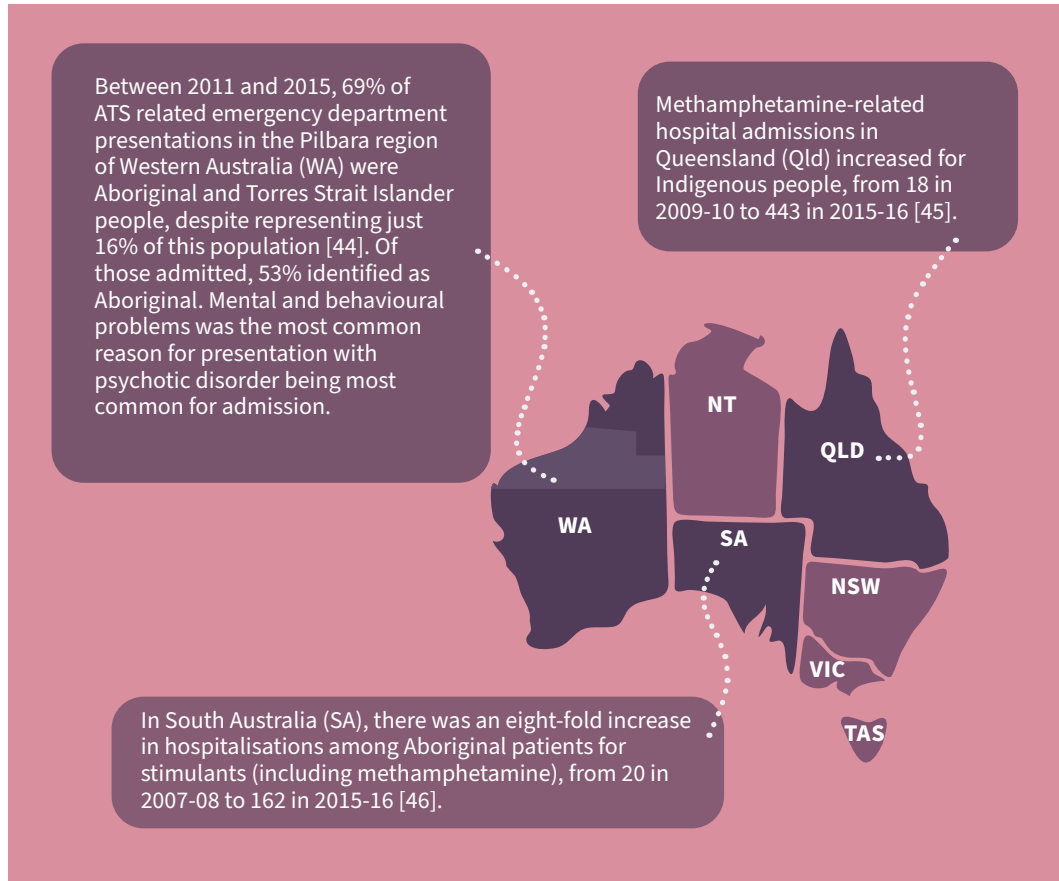 Between 2011 and 2015, 69% of
ATS related emergency department
presentations in the Pilbara region
of Western Australia (WA) were
Aboriginal and Torres Strait Islander
people, despite representing just
16% of this population [44]. Of
those admitted, 53% identified as
Aboriginal. Mental and behavioural
problems was the most common
reason for presentation with
psychotic disorder being most
common for admission.
Methamphetamine-related
hospital admissions in
Queensland (Qld) increased for
Indigenous people, from 18 in
2009-10 to 443 in 2015-16 [45].
NT
QLD
WA
SA
NSW
VIC
TAS
In South Australia (SA), there was an eight-fold increase
in hospitalisations among Aboriginal patients for
stimulants (including methamphetamine), from 20 in
2007-08 to 162 in 2015-16 [46].